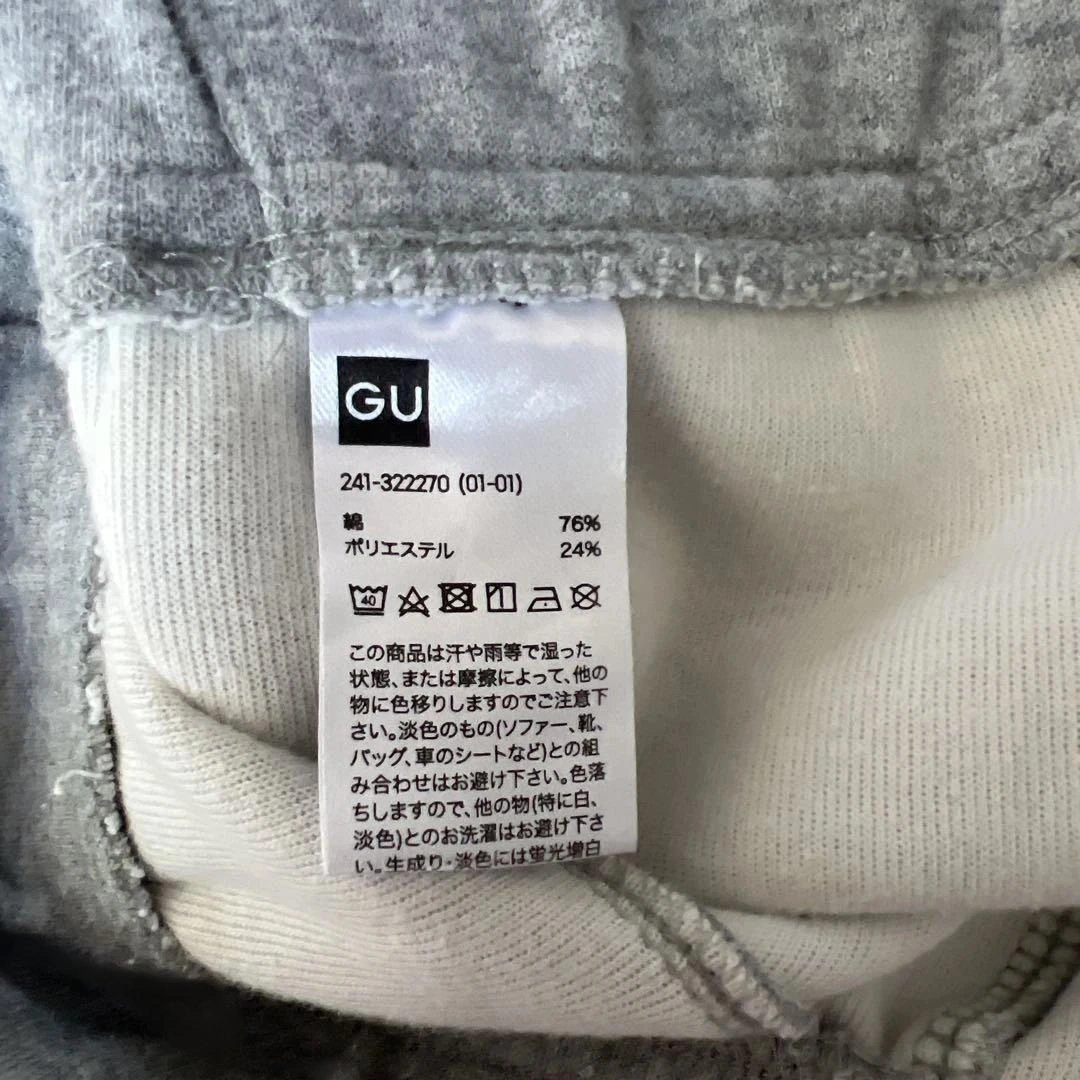 GU
241-322270 (01-01)
綿 76%
ポリエステル 24%
40
この商品は汗や雨等で湿った
状態、または摩擦によって、他の
物に色移りしますのでご注意下
さい。淡色のもの(ソファー、靴、
バッグ、車のシートなど)との組
み合わせはお避け下さい。色落
ちしますので、他の物(特に白、
淡色)とのお洗濯はお避け下さ
い。生成り・淡色には蛍光増白